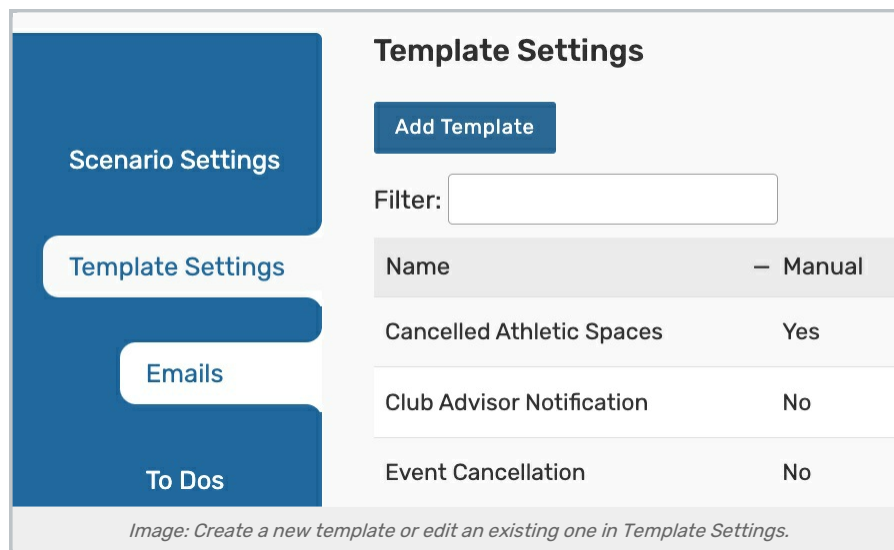 Scenario Settings
Template Settings
Emails
To Dos
Template Settings
Add Template
Filter:
Name – Manual
Cancelled Athletic Spaces Yes
Club Advisor Notification No
Event Cancellation No
Image: Create a new template or edit an existing one in Template Settings.